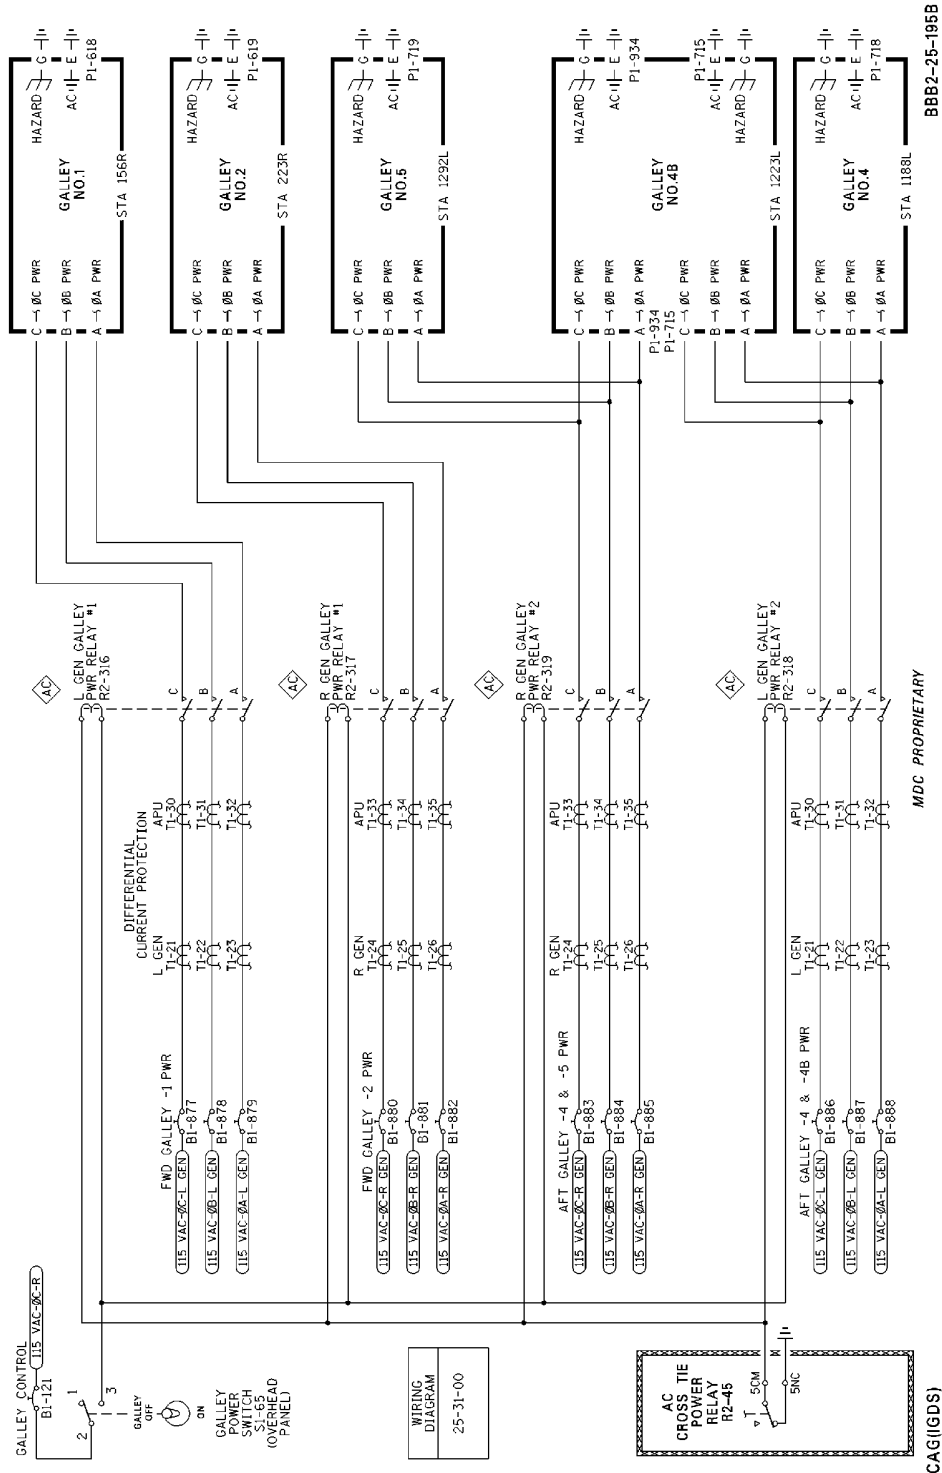 GALLEY CONTROL
115 VAC-ØC-R
B1-121
1
2
3
GALLEY
OFF
ON
GALLEY
POWER
SWITCH
S1-65
(OVERHEAD
PANEL)
WIRING
DIAGRAM
25-31-00
AC
CROSS TIE
POWER
RELAY
R2-45
5CM
5NC
FWD GALLEY -1 PWR
115 VAC-ØC-L GEN
B1-877
115 VAC-ØB-L GEN
B1-878
115 VAC-ØA-L GEN
B1-879
DIFFERENTIAL
CURRENT PROTECTION
L GEN
T1-21
T1-22
T1-23
APU
T1-30
T1-31
T1-32
AC
L GEN GALLEY
PWR RELAY #1
R2-316
C
B
A
FWD GALLEY -2 PWR
115 VAC-ØC-R GEN
B1-880
115 VAC-ØB-R GEN
B1-881
115 VAC-ØA-R GEN
B1-882
R GEN
T1-24
T1-25
T1-26
APU
T1-33
T1-34
T1-35
AC
R GEN GALLEY
PWR RELAY #1
R2-317
C
B
A
AFT GALLEY -4 & -5 PWR
115 VAC-ØC-R GEN
B1-883
115 VAC-ØB-R GEN
B1-884
115 VAC-ØA-R GEN
B1-885
R GEN
T1-24
T1-25
T1-26
APU
T1-33
T1-34
T1-35
AC
R GEN GALLEY
PWR RELAY #2
R2-319
C
B
A
AFT GALLEY -4 & -4B PWR
115 VAC-ØC-L GEN
B1-886
115 VAC-ØB-L GEN
B1-887
115 VAC-ØA-L GEN
B1-888
L GEN
T1-21
T1-22
T1-23
APU
T1-30
T1-31
T1-32
AC
L GEN GALLEY
PWR RELAY #2
R2-318
C
B
A
C ØC PWR
B ØB PWR
A ØA PWR
GALLEY
NO.1
STA 156R
HAZARD
G
AC
E
P1-618
C ØC PWR
B ØB PWR
A ØA PWR
GALLEY
NO.2
STA 223R
HAZARD
G
AC
E
P1-619
C ØC PWR
B ØB PWR
A ØA PWR
GALLEY
NO.5
STA 1292L
HAZARD
G
AC
E
P1-719
C ØC PWR
B ØB PWR
A ØA PWR
P1-934
P1-715
C ØC PWR
B ØB PWR
A ØA PWR
GALLEY
NO.4B
STA 1223L
HAZARD
G
AC
E
P1-934
P1-715
AC
E
HAZARD
G
C ØC PWR
B ØB PWR
A ØA PWR
GALLEY
NO.4
STA 1188L
HAZARD
G
AC
E
P1-718
CAG(IGDS)
MDC PROPRIETARY
BBB2-25-195B